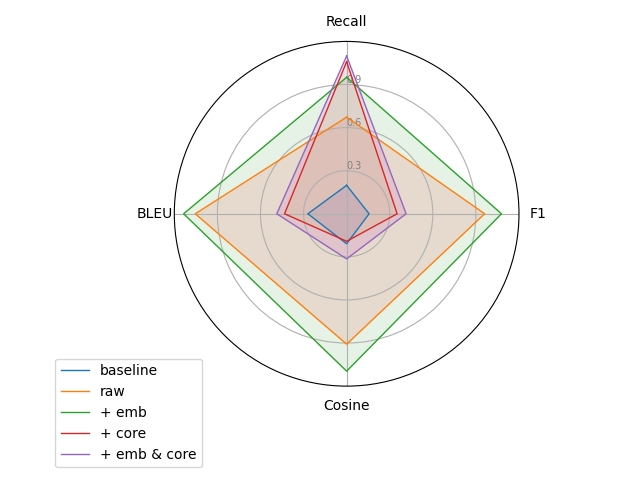 Recall
0.9
0.6
0.3
BLEU
F1
Cosine
baseline
raw
+ emb
+ core
+ emb & core